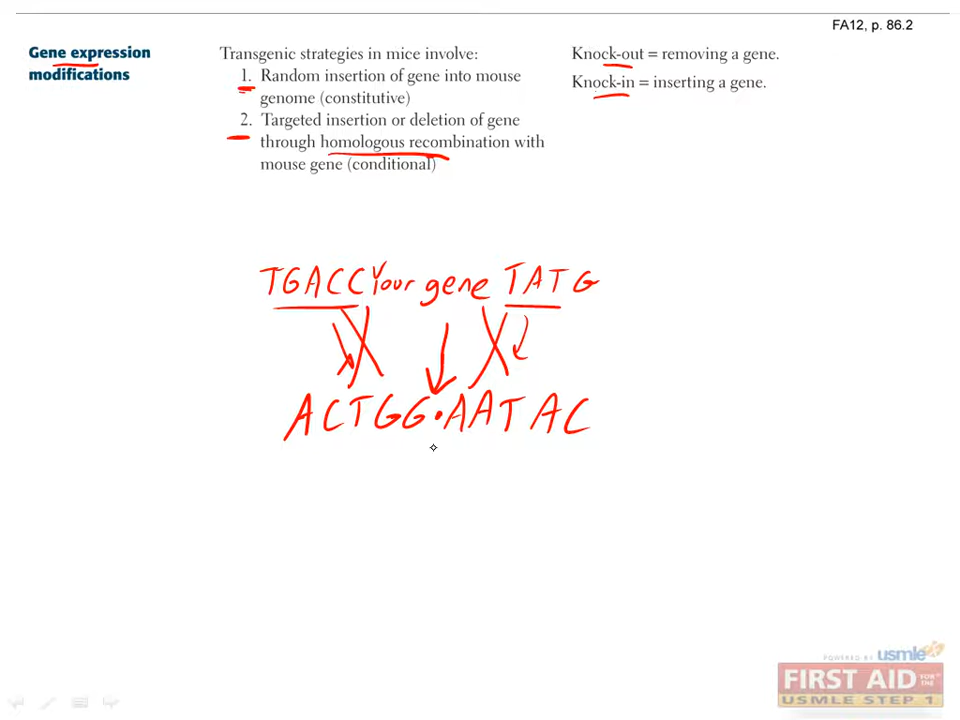 FA12, p. 86.2
Gene expression
modifications
Transgenic strategies in mice involve:
1. Random insertion of gene into mouse
genome (constitutive)
2. Targeted insertion or deletion of gene
through homologous recombination with
mouse gene (conditional)
Knock-out = removing a gene.
Knock-in = inserting a gene.
TGACC Your gene TATG
ACTGG•AATAC
POWERED BY usmle
FIRST AID FOR THE
USMLE STEP 1